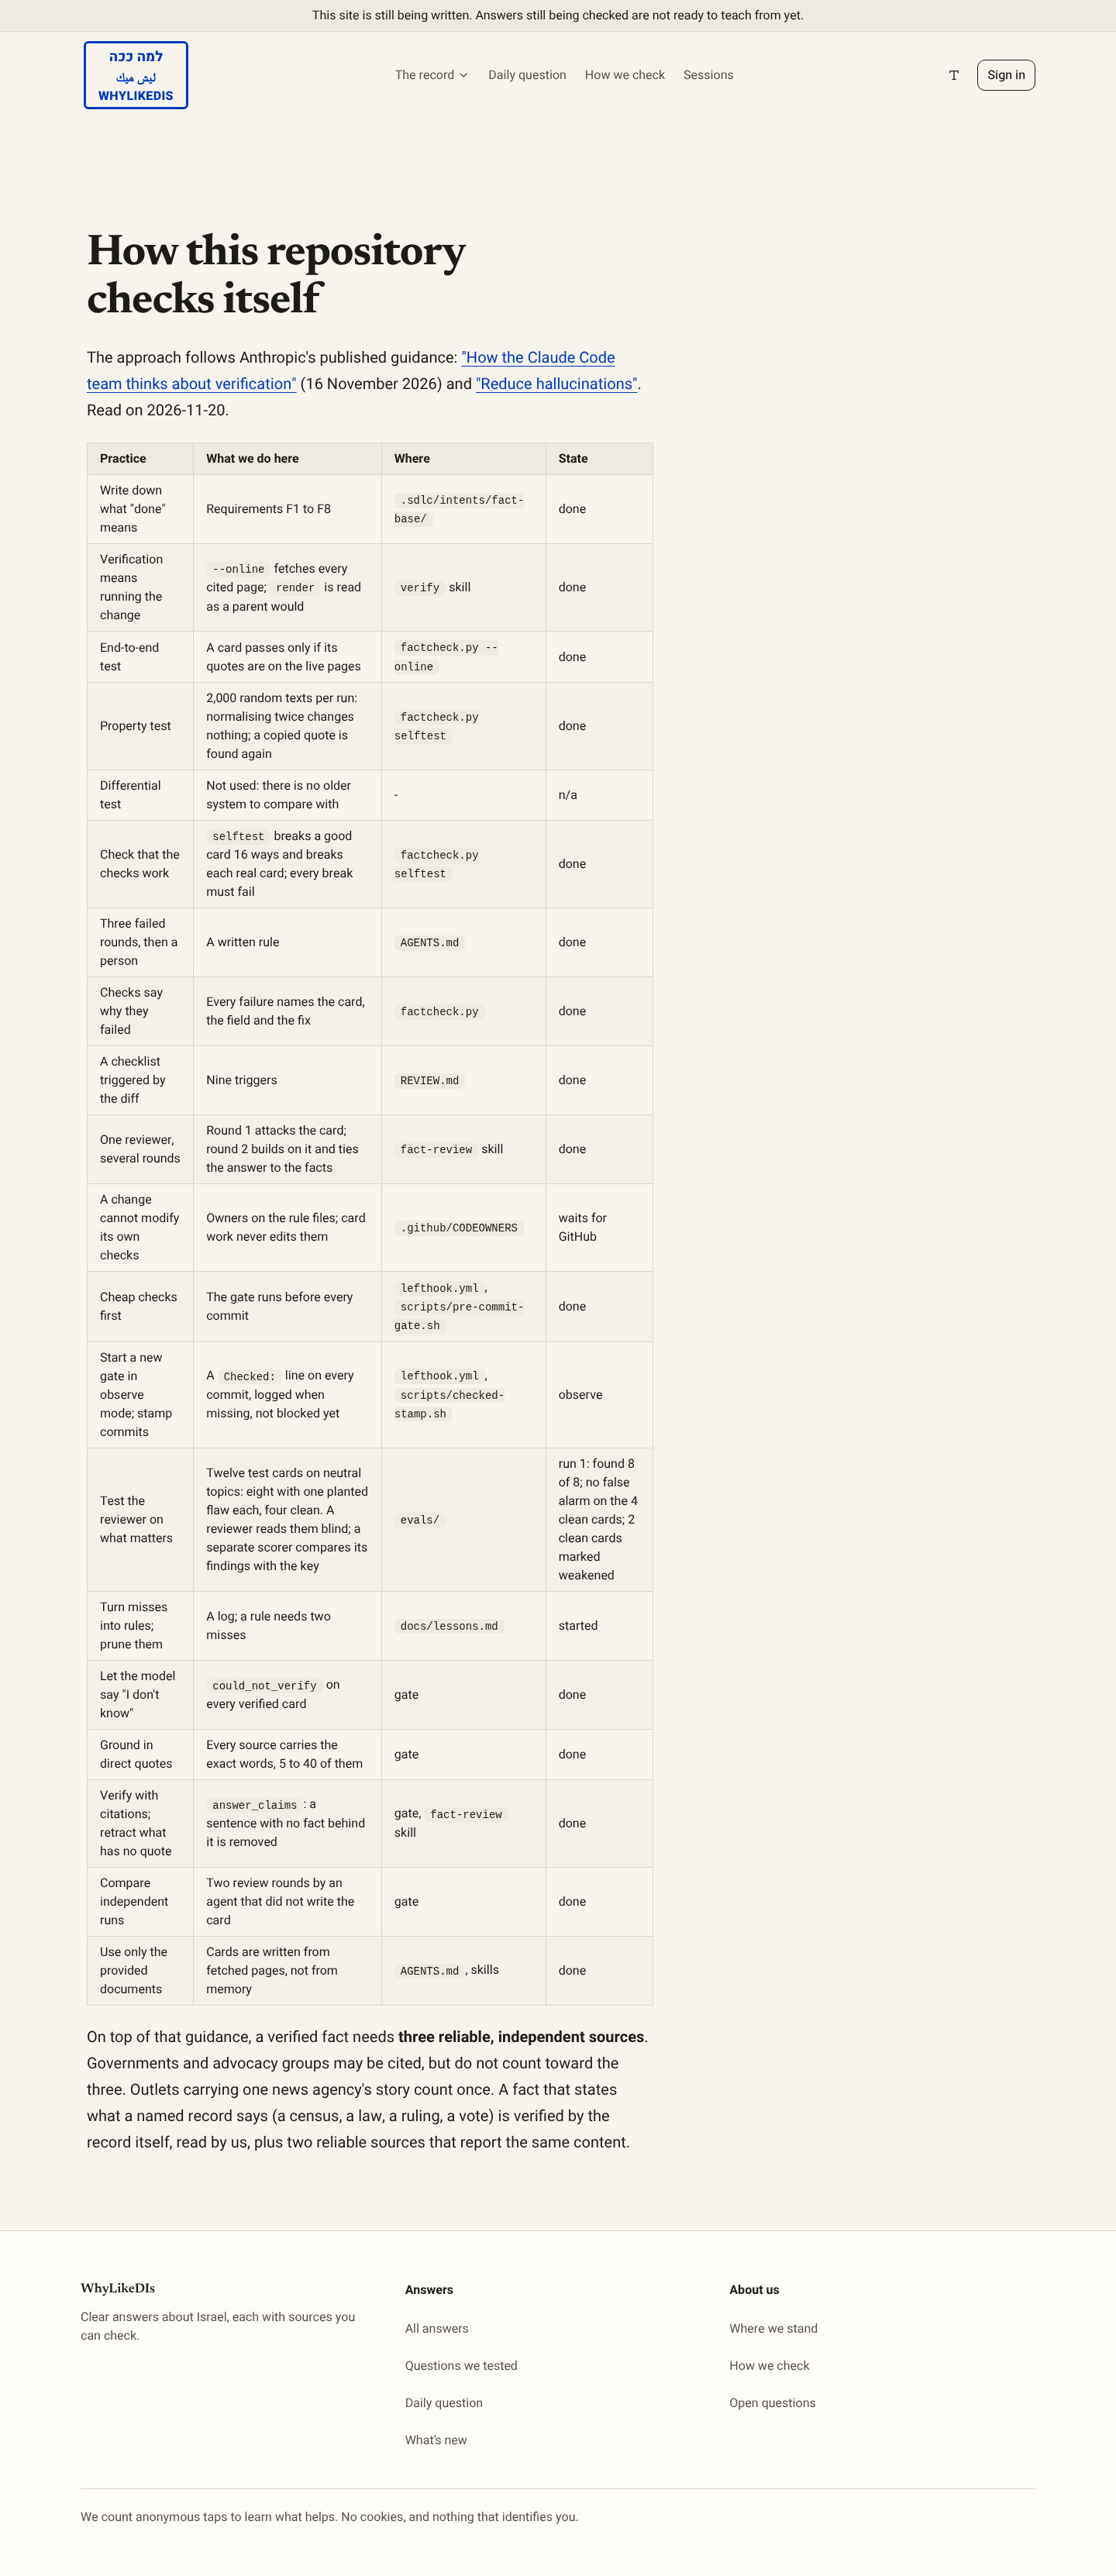 This site is still being written. Answers still being checked are not ready to teach from yet.
למה ככה
ليش هيك
WHYLIKEDIS
The record
Daily question
How we check
Sessions
T
Sign in
How this repository
checks itself
The approach follows Anthropic's published guidance: "How the Claude Code
team thinks about verification" (16 November 2026) and "Reduce hallucinations".
Read on 2026-11-20.
Practice
What we do here
Where
State
Write down
what "done"
means
Requirements F1 to F8
.sdlc/intents/fact-
base/
done
Verification
means
running the
change
--online fetches every
cited page; render is read
as a parent would
verify skill
done
End-to-end
test
A card passes only if its
quotes are on the live pages
factcheck.py --
online
done
Property test
2,000 random texts per run:
normalising twice changes
nothing; a copied quote is
found again
factcheck.py
selftest
done
Differential
test
Not used: there is no older
system to compare with
-
n/a
Check that the
checks work
selftest breaks a good
card 16 ways and breaks
each real card; every break
must fail
factcheck.py
selftest
done
Three failed
rounds, then a
person
A written rule
AGENTS.md
done
Checks say
why they
failed
Every failure names the card,
the field and the fix
factcheck.py
done
A checklist
triggered by
the diff
Nine triggers
REVIEW.md
done
One reviewer,
several rounds
Round 1 attacks the card;
round 2 builds on it and ties
the answer to the facts
fact-review skill
done
A change
cannot modify
its own
checks
Owners on the rule files; card
work never edits them
.github/CODEOWNERS
waits for
GitHub
Cheap checks
first
The gate runs before every
commit
lefthook.yml,
scripts/pre-commit-
gate.sh
done
Start a new
gate in
observe
mode; stamp
commits
A Checked: line on every
commit, logged when
missing, not blocked yet
lefthook.yml,
scripts/checked-
stamp.sh
observe
Test the
reviewer on
what matters
Twelve test cards on neutral
topics: eight with one planted
flaw each, four clean. A
reviewer reads them blind; a
separate scorer compares its
findings with the key
evals/
run 1: found 8
of 8; no false
alarm on the 4
clean cards; 2
clean cards
marked
weakened
Turn misses
into rules;
prune them
A log; a rule needs two
misses
docs/lessons.md
started
Let the model
say "I don't
know"
could_not_verify on
every verified card
gate
done
Ground in
direct quotes
Every source carries the
exact words, 5 to 40 of them
gate
done
Verify with
citations;
retract what
has no quote
answer_claims: a
sentence with no fact behind
it is removed
gate, fact-review
skill
done
Compare
independent
runs
Two review rounds by an
agent that did not write the
card
gate
done
Use only the
provided
documents
Cards are written from
fetched pages, not from
memory
AGENTS.md, skills
done
On top of that guidance, a verified fact needs three reliable, independent sources.
Governments and advocacy groups may be cited, but do not count toward the
three. Outlets carrying one news agency's story count once. A fact that states
what a named record says (a census, a law, a ruling, a vote) is verified by the
record itself, read by us, plus two reliable sources that report the same content.
WhyLikeDIs
Clear answers about Israel, each with sources you
can check.
Answers
All answers
Questions we tested
Daily question
What's new
About us
Where we stand
How we check
Open questions
We count anonymous taps to learn what helps. No cookies, and nothing that identifies you.